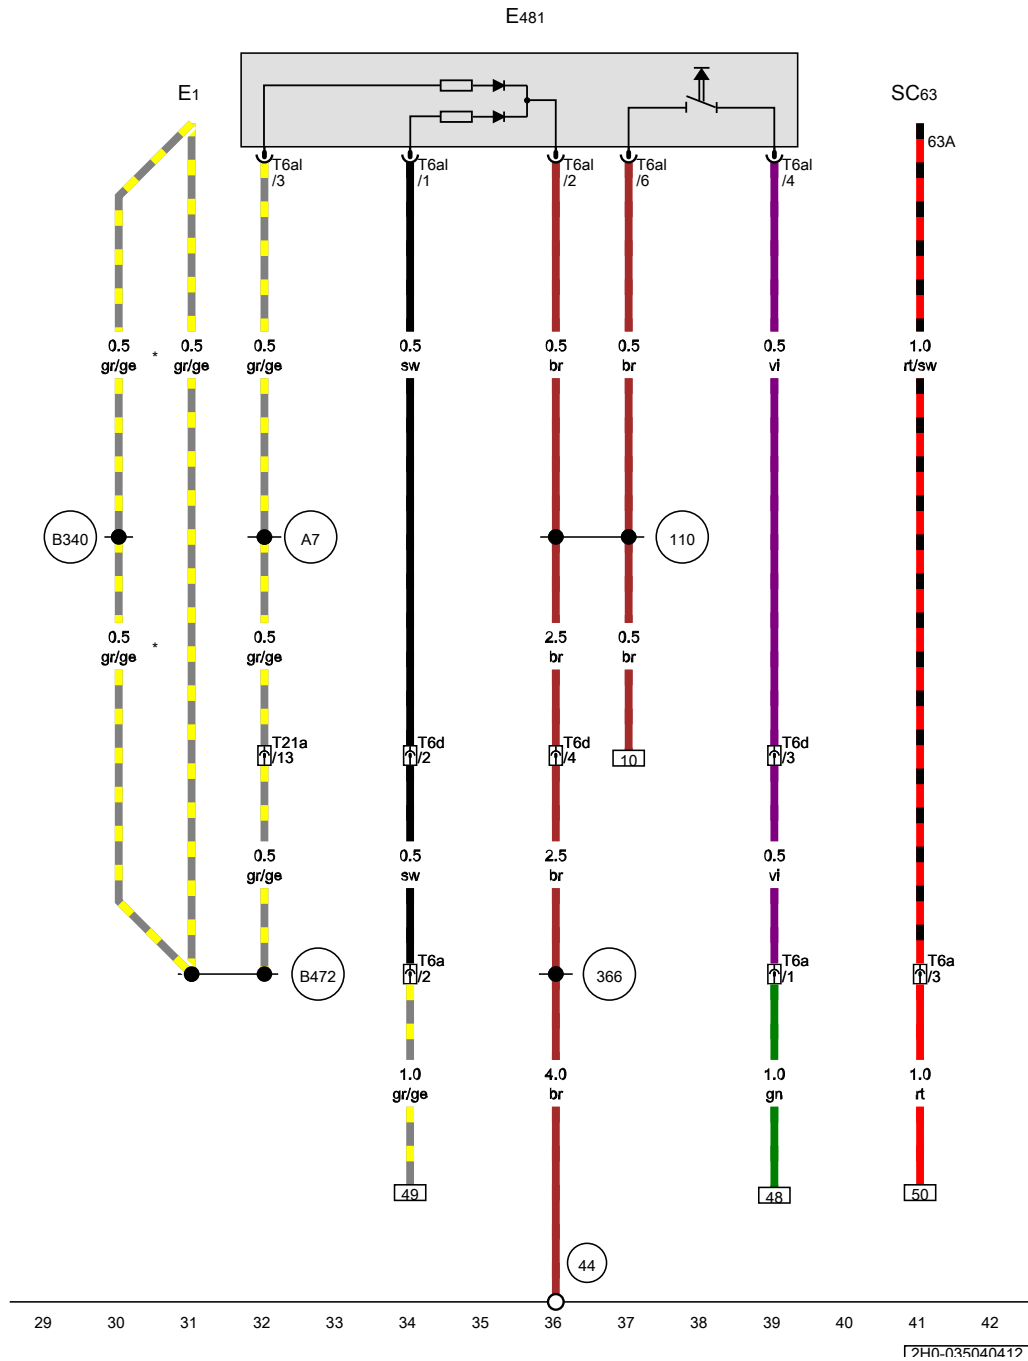 E481
E1
SC63
63A
T6al
/3
T6al
/1
T6al
/2
T6al
/6
T6al
/4
0.5
gr/ge
*
0.5
gr/ge
0.5
gr/ge
0.5
sw
0.5
br
0.5
br
0.5
vi
1.0
rt/sw
B340
A7
110
0.5
gr/ge
*
0.5
gr/ge
2.5
br
0.5
br
T21a
/13
T6d
/2
T6d
/4
10
T6d
/3
0.5
gr/ge
0.5
sw
2.5
br
0.5
vi
B472
T6a
/2
366
T6a
/1
T6a
/3
1.0
gr/ge
4.0
br
1.0
gn
1.0
rt
49
48
50
44
29 30 31 32 33 34 35 36 37 38 39 40 41 42
2H0-035040412